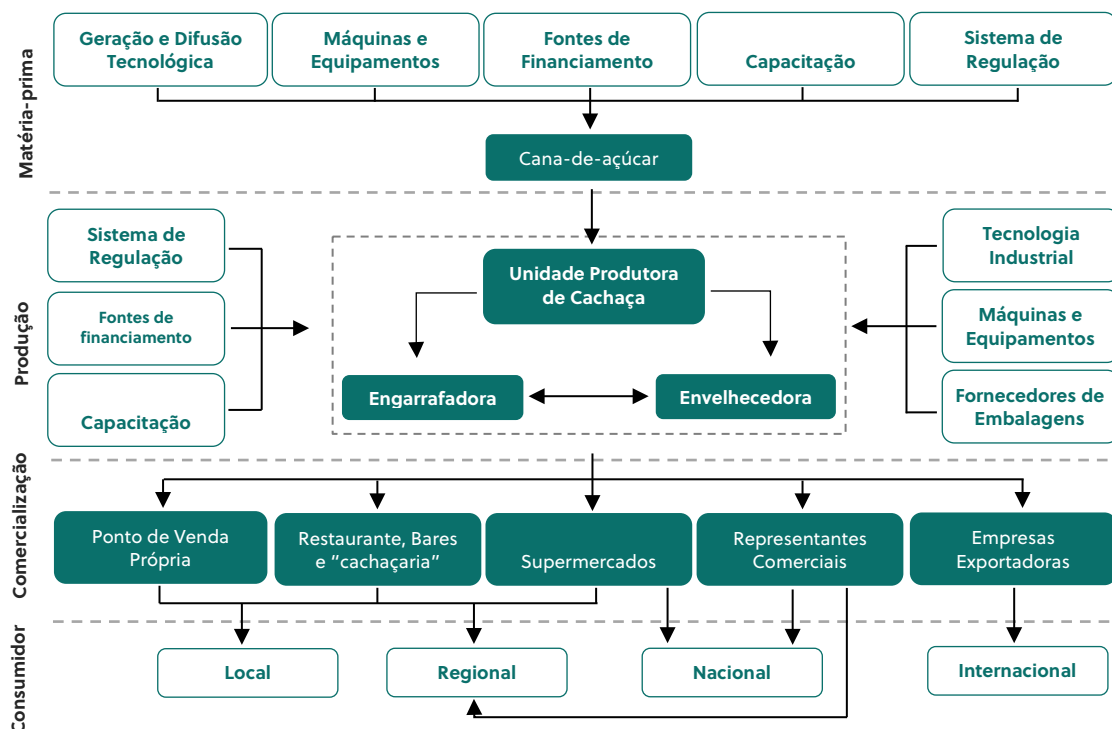 Matéria-prima
Geração e Difusão
Tecnológica
Máquinas e
Equipamentos
Fontes de
Financiamento
Capacitação
Sistema de
Regulação
Cana-de-açúcar
Produção
Sistema de
Regulação
Fontes de
financiamento
Capacitação
Unidade Produtora
de Cachaça
Engarrafadora
Envelhecedora
Tecnologia
Industrial
Máquinas e
Equipamentos
Fornecedores de
Embalagens
Comercialização
Ponto de Venda
Própria
Restaurante, Bares
e ”cachaçaria”
Supermercados
Representantes
Comerciais
Empresas
Exportadoras
Consumidor
Local
Regional
Nacional
Internacional